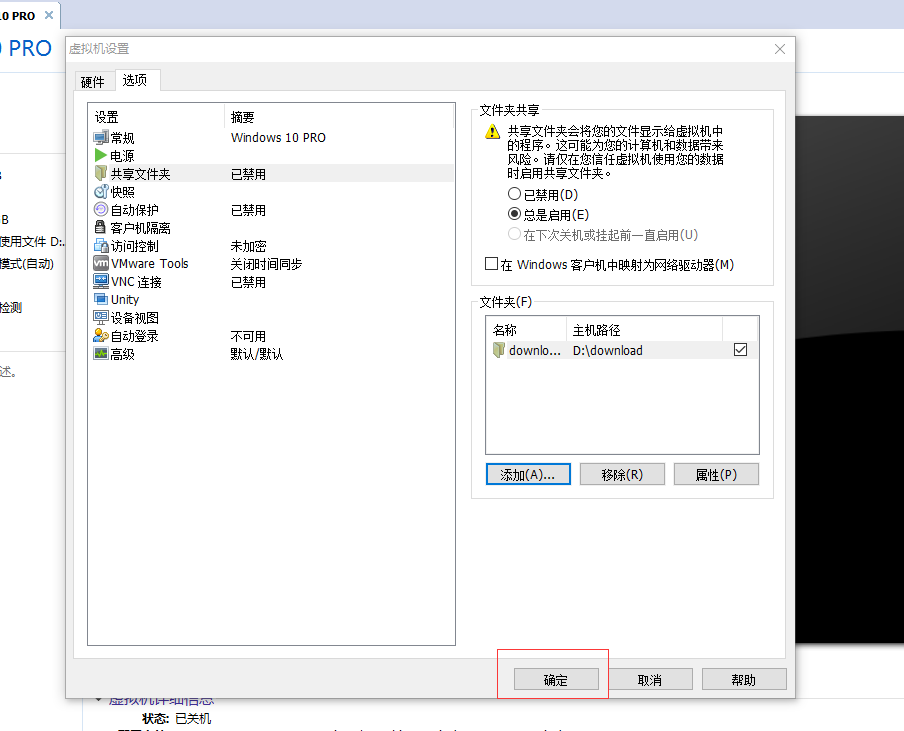 .0 PRO
PRO
虚拟机设置
硬件
选项
设置 摘要
常规 Windows 10 PRO
电源
共享文件夹 已禁用
快照
自动保护 已禁用
客户机隔离
访问控制 未加密
VMware Tools 关闭时间同步
VNC 连接 已禁用
Unity
设备视图
自动登录 不可用
高级 默认/默认
文件夹共享
共享文件夹会将您的文件显示给虚拟机中
的程序。这可能为您的计算机和数据带来
风险。请仅在您信任虚拟机使用您的数据
时启用共享文件夹。
已禁用(D)
总是启用(E)
在下次关机或挂起前一直启用(U)
在 Windows 客户机中映射为网络驱动器(M)
文件夹(F)
名称 主机路径
downlo... D:\download
添加(A)...
移除(R)
属性(P)
确定
取消
帮助
B
使用文件 D:..
模式(自动)
检测
述。
虚拟机详细信息
状态: 已关机